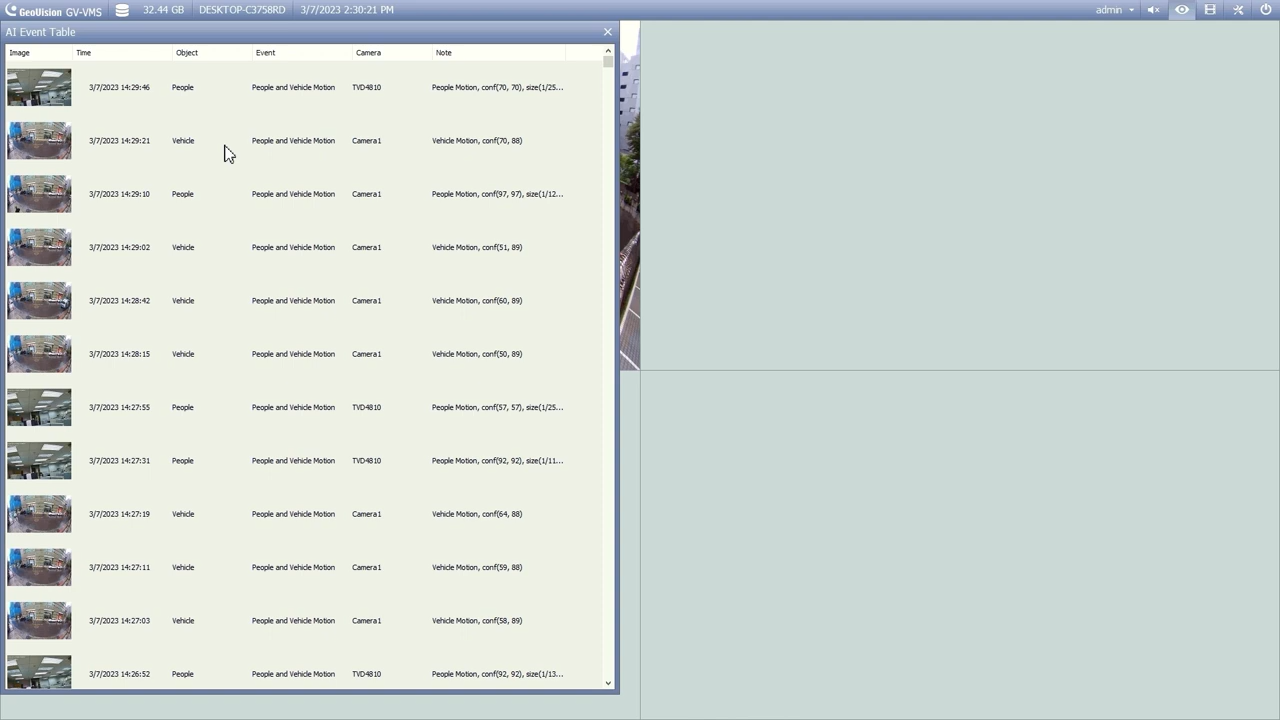 GeoVision GV-VMS 32.44 GB DESKTOP-C3758RD 3/7/2023 2:30:21 PM admin
AI Event Table
Image Time Object Event Camera Note
3/7/2023 14:29:46 People People and Vehicle Motion TVD4810 People Motion, conf(70, 70), size(1/25...
3/7/2023 14:29:21 Vehicle People and Vehicle Motion Camera1 Vehicle Motion, conf(70, 88)
3/7/2023 14:29:10 People People and Vehicle Motion Camera1 People Motion, conf(97, 97), size(1/12...
3/7/2023 14:29:02 Vehicle People and Vehicle Motion Camera1 Vehicle Motion, conf(51, 89)
3/7/2023 14:28:42 Vehicle People and Vehicle Motion Camera1 Vehicle Motion, conf(60, 89)
3/7/2023 14:28:15 Vehicle People and Vehicle Motion Camera1 Vehicle Motion, conf(50, 89)
3/7/2023 14:27:55 People People and Vehicle Motion TVD4810 People Motion, conf(57, 57), size(1/25...
3/7/2023 14:27:31 People People and Vehicle Motion TVD4810 People Motion, conf(92, 92), size(1/11...
3/7/2023 14:27:19 Vehicle People and Vehicle Motion Camera1 Vehicle Motion, conf(64, 88)
3/7/2023 14:27:11 Vehicle People and Vehicle Motion Camera1 Vehicle Motion, conf(59, 88)
3/7/2023 14:27:03 Vehicle People and Vehicle Motion Camera1 Vehicle Motion, conf(58, 89)
3/7/2023 14:26:52 People People and Vehicle Motion TVD4810 People Motion, conf(92, 92), size(1/13...